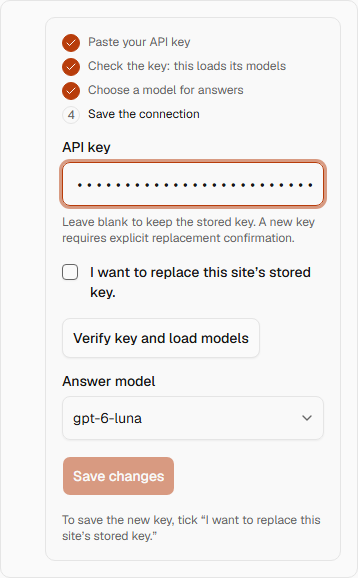 Paste your API key
Check the key: this loads its models
Choose a model for answers
4 Save the connection
API key
•••••••••••••••••••••••••
Leave blank to keep the stored key. A new key
requires explicit replacement confirmation.
I want to replace this site’s stored
key.
Verify key and load models
Answer model
gpt-6-luna
Save changes
To save the new key, tick “I want to replace this
site’s stored key.”